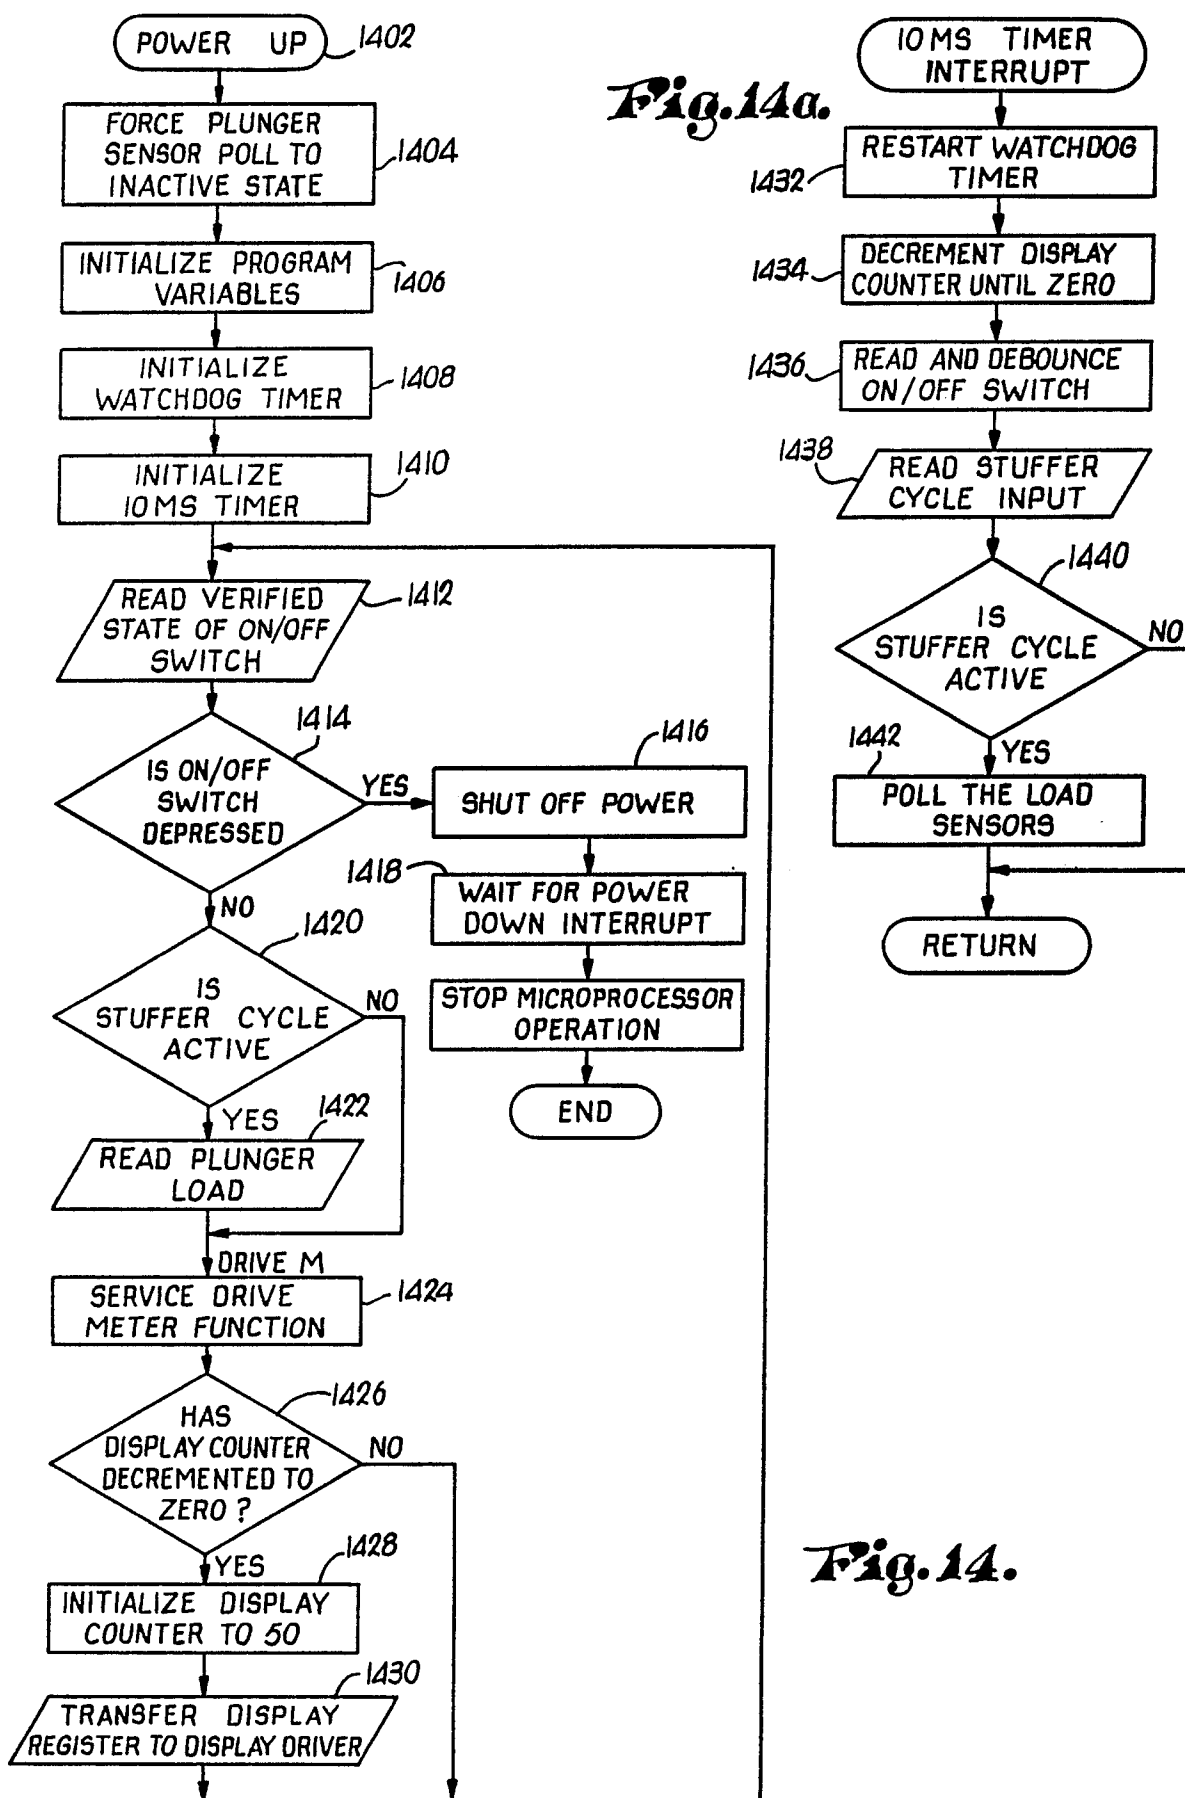 POWER UP
1402
FORCE PLUNGER
SENSOR POLL TO
INACTIVE STATE
1404
INITIALIZE PROGRAM
VARIABLES
1406
INITIALIZE
WATCHDOG TIMER
1408
INITIALIZE
10 MS TIMER
1410
READ VERIFIED
STATE OF ON/OFF
SWITCH
1412
1414
IS ON/OFF
SWITCH
DEPRESSED
YES
1416
SHUT OFF POWER
1418
WAIT FOR POWER
DOWN INTERRUPT
STOP MICROPROCESSOR
OPERATION
END
NO
1420
IS
STUFFER CYCLE
ACTIVE
NO
YES
1422
READ PLUNGER
LOAD
DRIVE M
SERVICE DRIVE
METER FUNCTION
1424
1426
HAS
DISPLAY COUNTER
DECREMENTED TO
ZERO ?
NO
YES
1428
INITIALIZE DISPLAY
COUNTER TO 50
1430
TRANSFER DISPLAY
REGISTER TO DISPLAY DRIVER
Fig. 14.
Fig. 14a.
10 MS TIMER
INTERRUPT
RESTART WATCHDOG
TIMER
1432
DECREMENT DISPLAY
COUNTER UNTIL ZERO
1434
READ AND DEBOUNCE
ON/OFF SWITCH
1436
1438
READ STUFFER
CYCLE INPUT
1440
IS
STUFFER CYCLE
ACTIVE
NO
YES
1442
POLL THE LOAD
SENSORS
RETURN